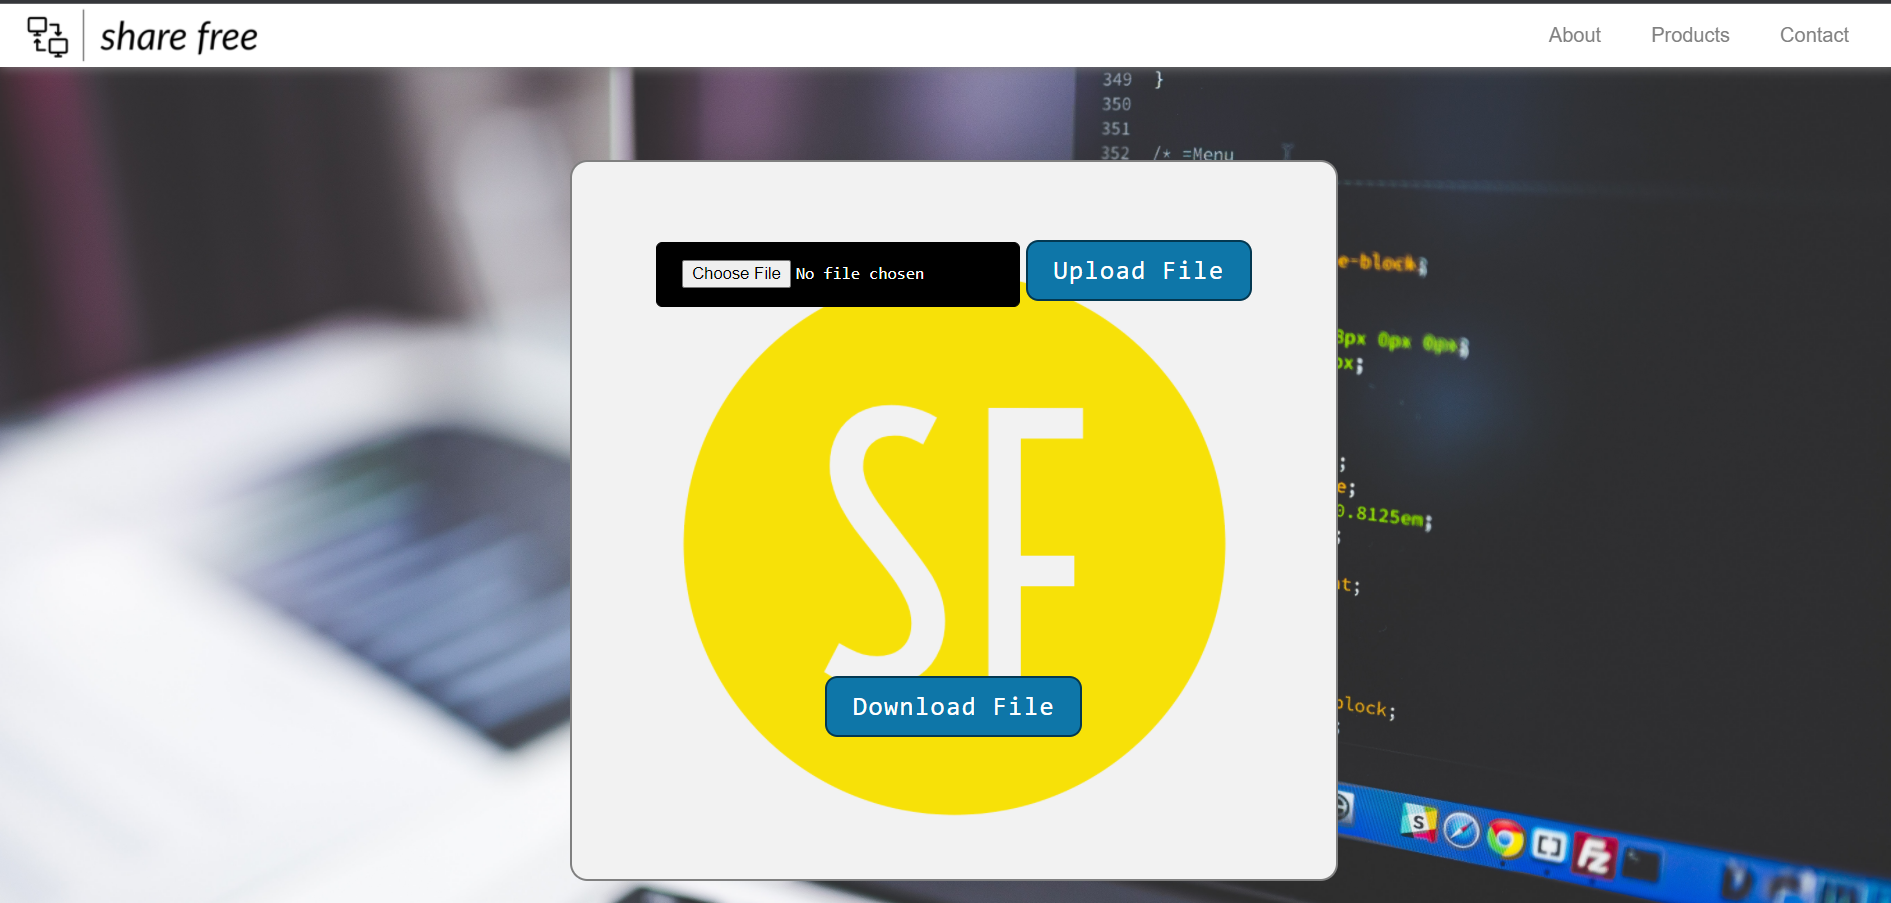 share free
About
Products
Contact
349 }
350
351
352 /* =Menu
Choose File No file chosen
Upload File
e-block;
3px 0px 0px;
px;
;
e;
0.8125em;
;
SF
t;
Download File
block;
;
S
FZ